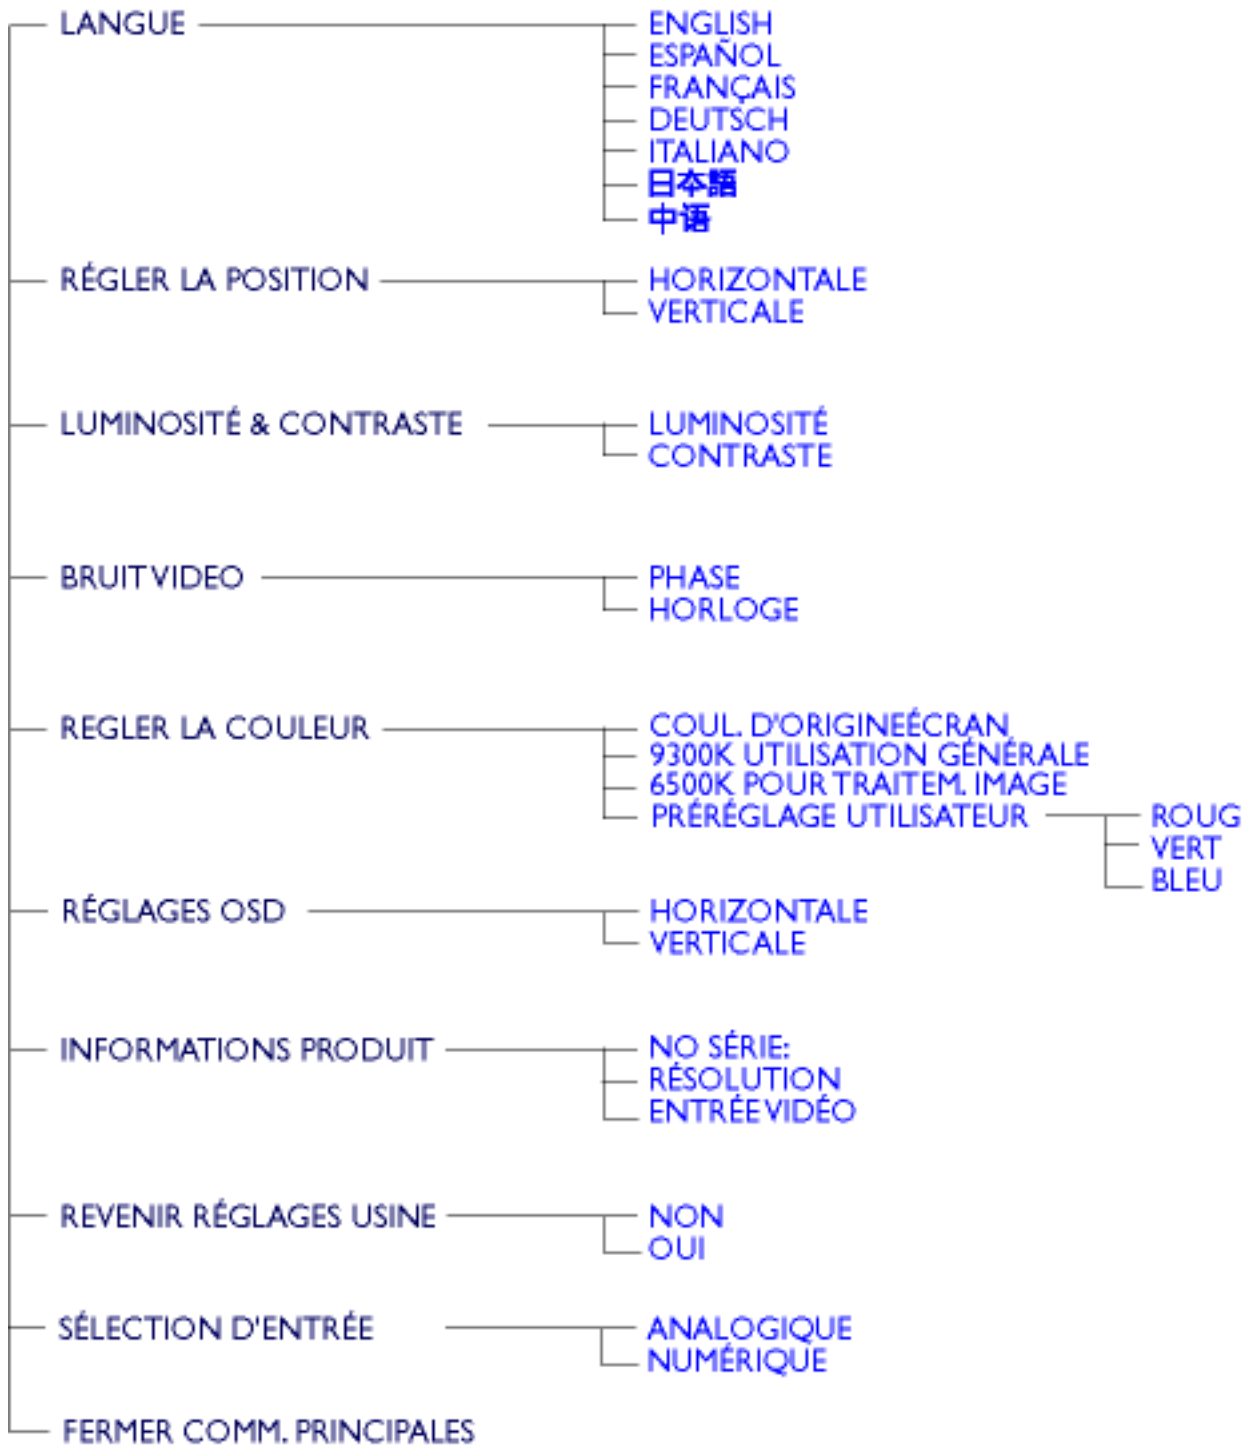 LANGUE
ENGLISH
ESPAÑOL
FRANÇAIS
DEUTSCH
ITALIANO
日本語
中语
RÉGLER LA POSITION
HORIZONTALE
VERTICALE
LUMINOSITÉ & CONTRASTE
LUMINOSITÉ
CONTRASTE
BRUIT VIDEO
PHASE
HORLOGE
REGLER LA COULEUR
COUL. D'ORIGINEÉCRAN
9300K UTILISATION GÉNÉRALE
6500K POUR TRAITEM. IMAGE
PRÉRÉGLAGE UTILISATEUR
ROUG
VERT
BLEU
RÉGLAGES OSD
HORIZONTALE
VERTICALE
INFORMATIONS PRODUIT
NO SÉRIE:
RÉSOLUTION
ENTRÉE VIDÉO
REVENIR RÉGLAGES USINE
NON
OUI
SÉLECTION D'ENTRÉE
ANALOGIQUE
NUMÉRIQUE
FERMER COMM. PRINCIPALES